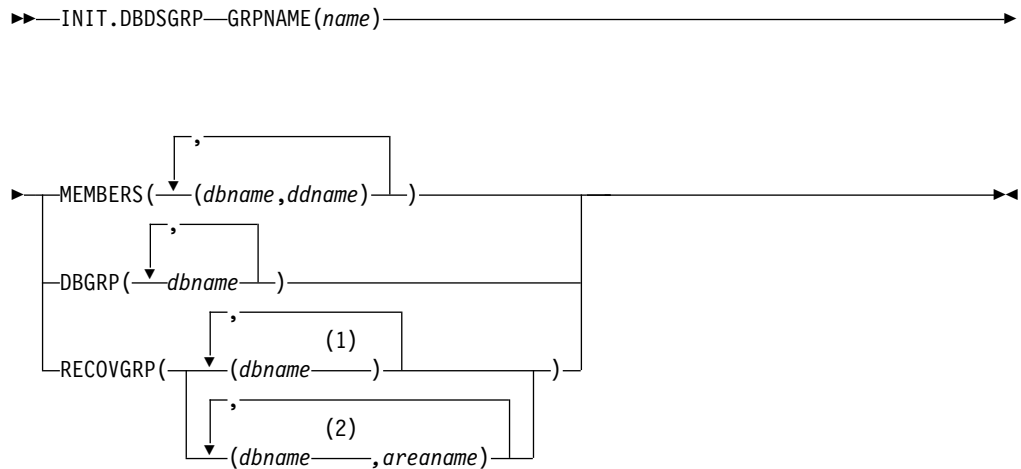 INIT.DBDSGRP GRPNAME(name)
,
MEMBERS( (dbname,ddname) )
,
DBGRP( dbname )
,
(1)
RECOVGRP( (dbname ) )
,
(2)
(dbname ,areaname)